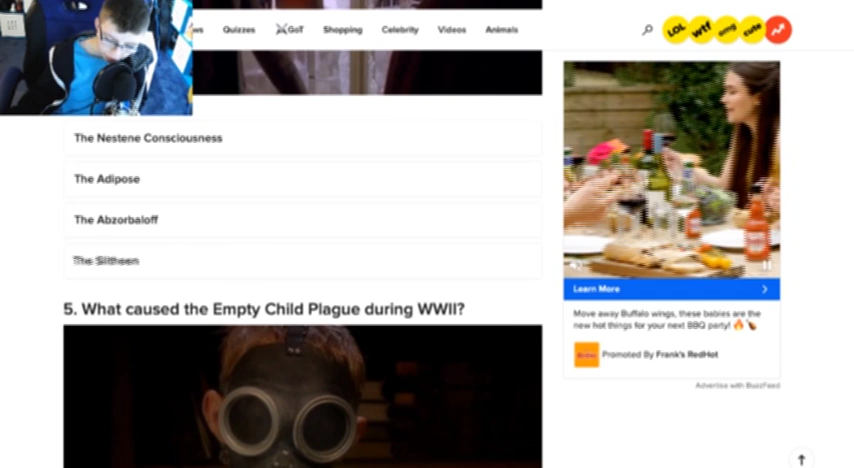 ws Quizzes GoT Shopping Celebrity Videos Animals
LOL wtf omg cute
The Nestene Consciousness
The Adipose
The Abzorbaloff
The Slitheen
5. What caused the Empty Child Plague during WWII?
Learn More
Move away Buffalo wings, these babies are the
new hot things for your next BBQ party! 🔥🍗
Promoted By Frank's RedHot
Advertise with BuzzFeed